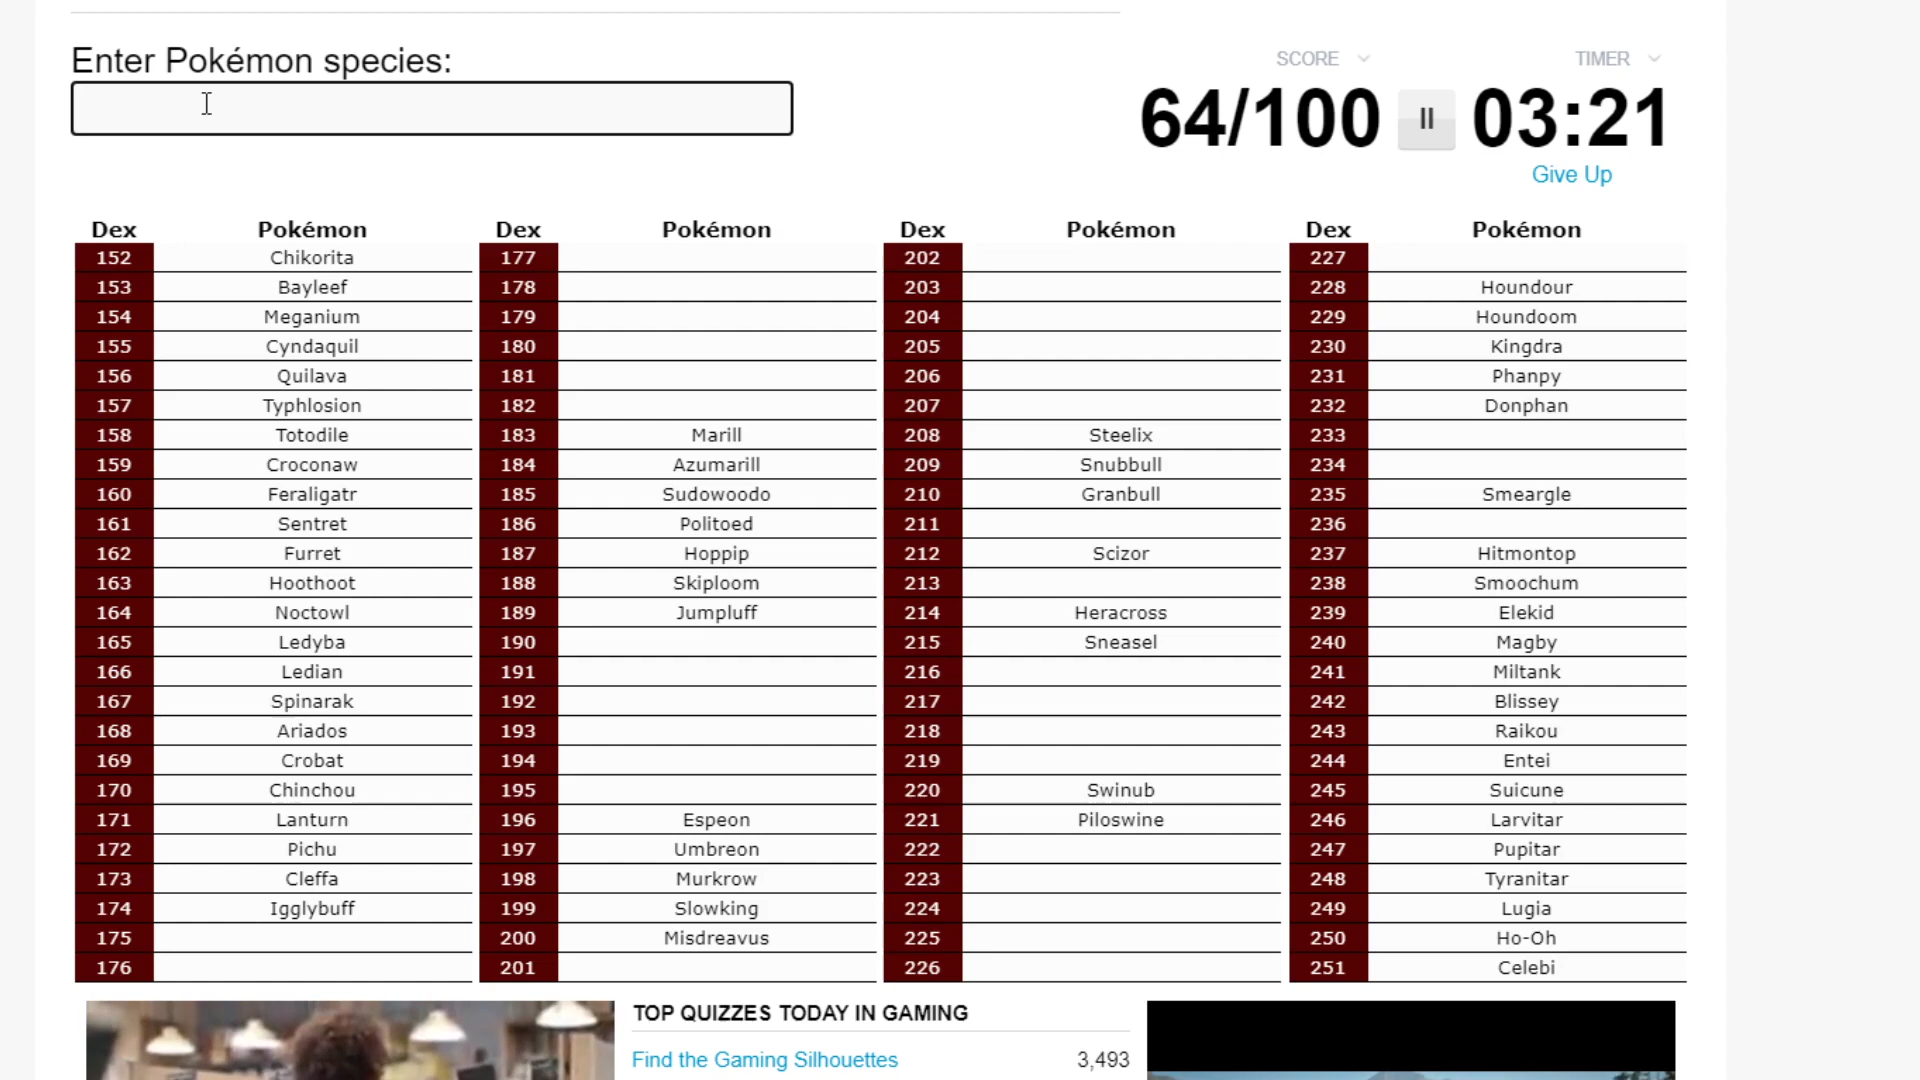 Enter Pokémon species:
SCORE TIMER
64/100 03:21
Give Up
Dex Pokémon Dex Pokémon Dex Pokémon Dex Pokémon
152 Chikorita 177 202 227
153 Bayleef 178 203 228 Houndour
154 Meganium 179 204 229 Houndoom
155 Cyndaquil 180 205 230 Kingdra
156 Quilava 181 206 231 Phanpy
157 Typhlosion 182 207 232 Donphan
158 Totodile 183 Marill 208 Steelix 233
159 Croconaw 184 Azumarill 209 Snubbull 234
160 Feraligatr 185 Sudowoodo 210 Granbull 235 Smeargle
161 Sentret 186 Politoed 211 236
162 Furret 187 Hoppip 212 Scizor 237 Hitmontop
163 Hoothoot 188 Skiploom 213 238 Smoochum
164 Noctowl 189 Jumpluff 214 Heracross 239 Elekid
165 Ledyba 190 215 Sneasel 240 Magby
166 Ledian 191 216 241 Miltank
167 Spinarak 192 217 242 Blissey
168 Ariados 193 218 243 Raikou
169 Crobat 194 219 244 Entei
170 Chinchou 195 220 Swinub 245 Suicune
171 Lanturn 196 Espeon 221 Piloswine 246 Larvitar
172 Pichu 197 Umbreon 222 247 Pupitar
173 Cleffa 198 Murkrow 223 248 Tyranitar
174 Igglybuff 199 Slowking 224 249 Lugia
175 200 Misdreavus 225 250 Ho-Oh
176 201 226 251 Celebi
TOP QUIZZES TODAY IN GAMING
Find the Gaming Silhouettes 3,493